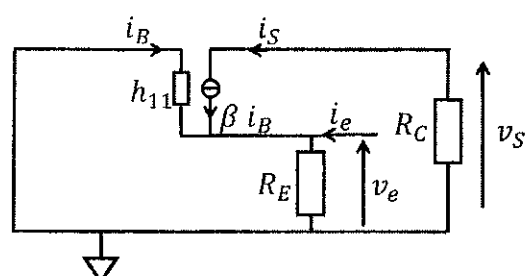 i_B
i_S
h_11
β i_B
i_e
R_C
v_S
R_E
v_e